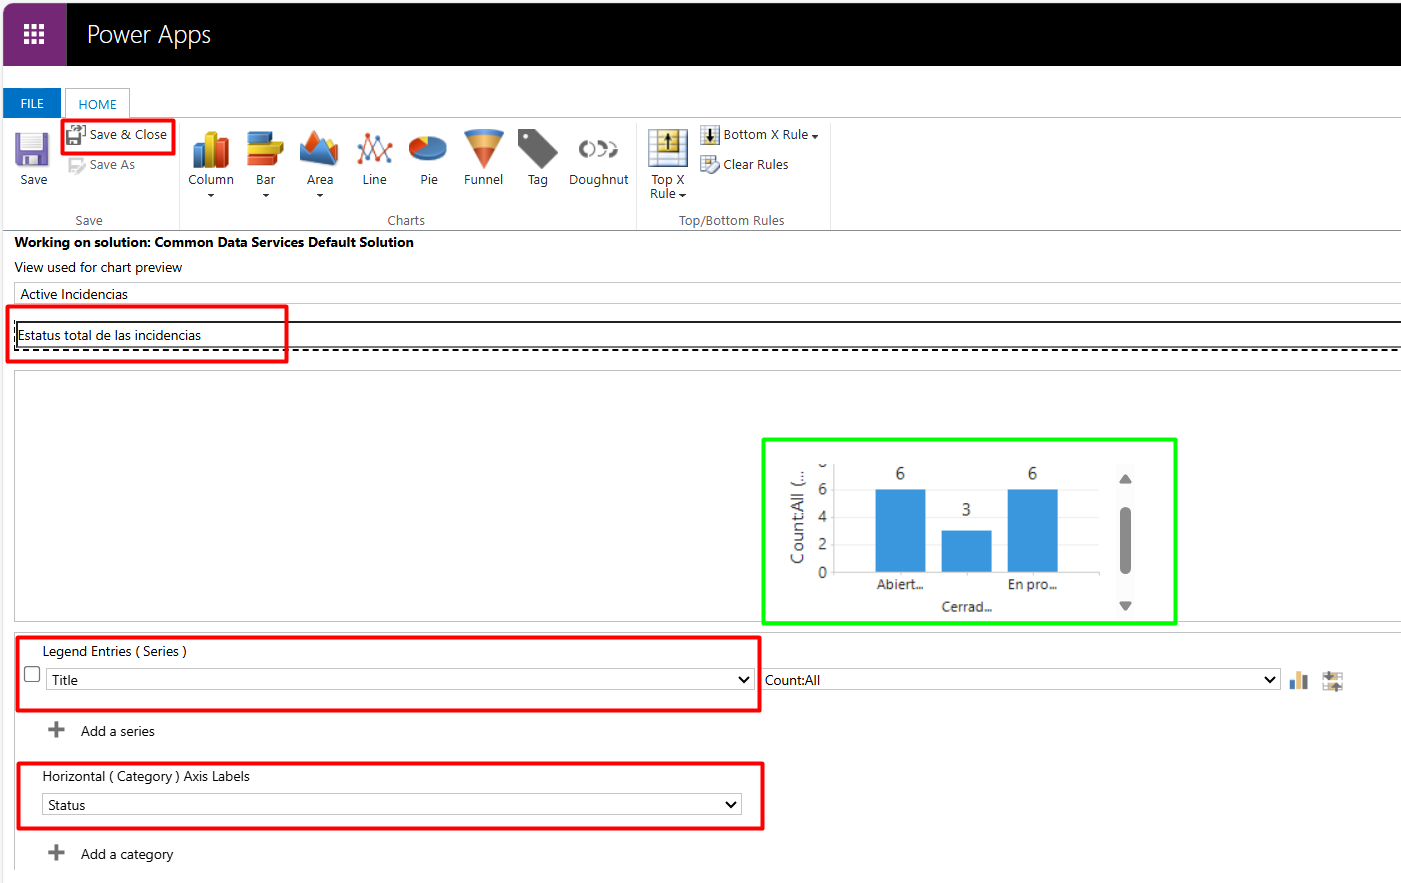 Power Apps
FILE
HOME
Save
Save & Close
Save As
Save
Column
Bar
Area
Line
Pie
Funnel
Tag
Doughnut
Charts
Top X
Rule
Bottom X Rule
Clear Rules
Top/Bottom Rules
Working on solution: Common Data Services Default Solution
View used for chart preview
Active Incidencias
Estatus total de las incidencias
Count:All (...
6
4
2
0
6
3
6
Abiert...
Cerrad...
En pro...
Legend Entries ( Series )
Title
Count:All
Add a series
Horizontal ( Category ) Axis Labels
Status
Add a category